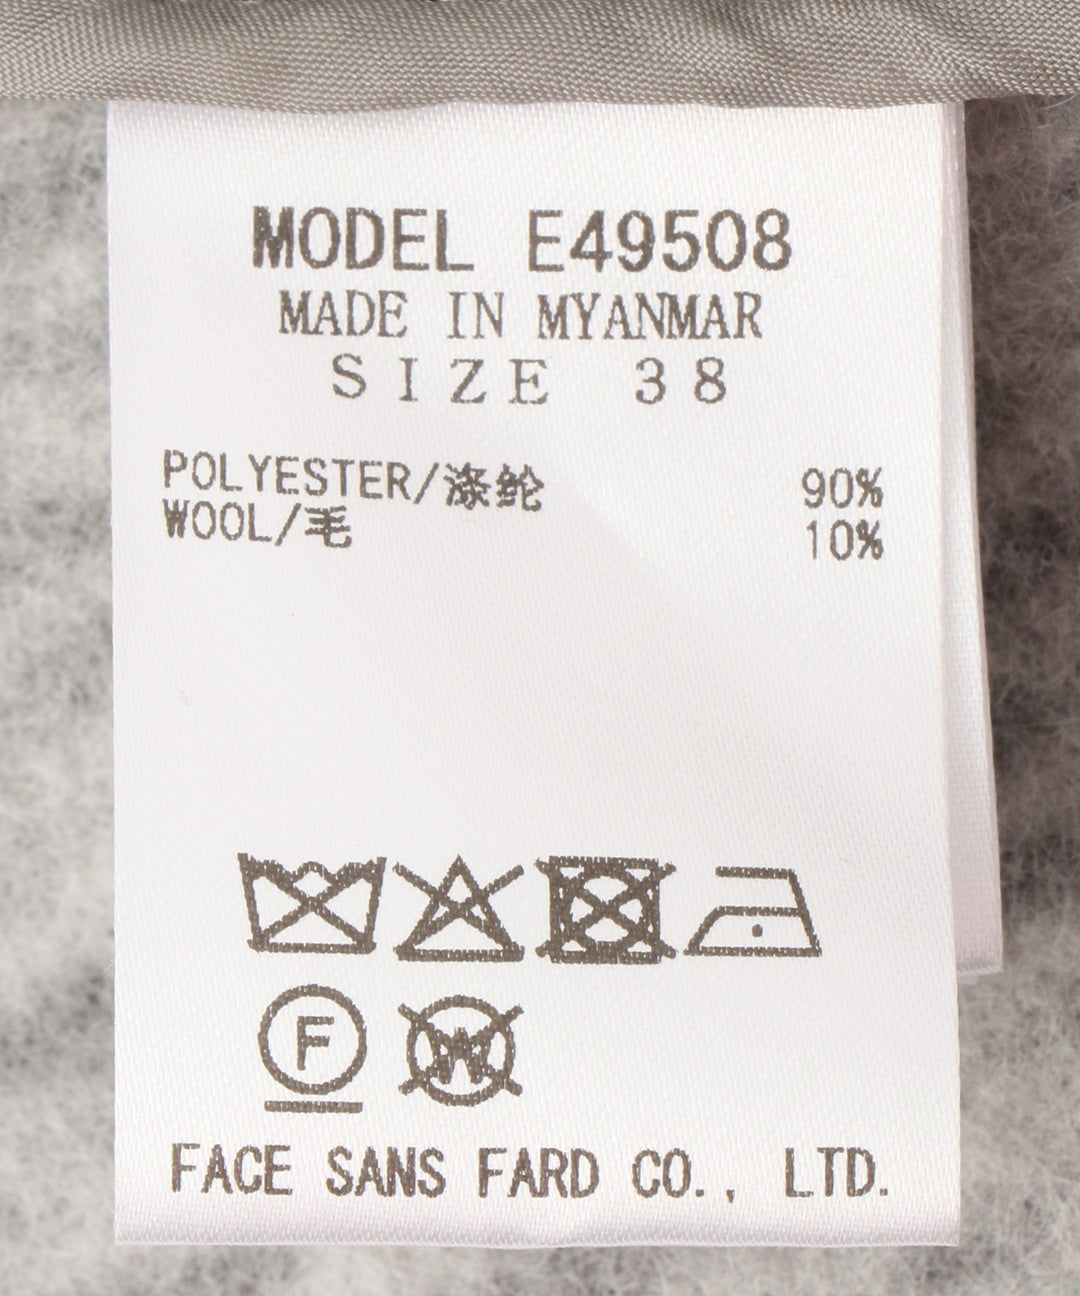 MODEL E49508
MADE IN MYANMAR
SIZE 38
POLYESTER/涤纶 90%
WOOL/毛 10%
F W
FACE SANS FARD CO., LTD.